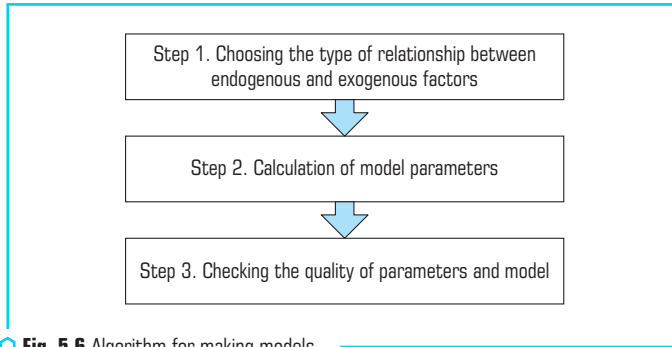 Step 1. Choosing the type of relationship between
endogenous and exogenous factors
Step 2. Calculation of model parameters
Step 3. Checking the quality of parameters and model
Fig. 5.6 Algorithm for making models